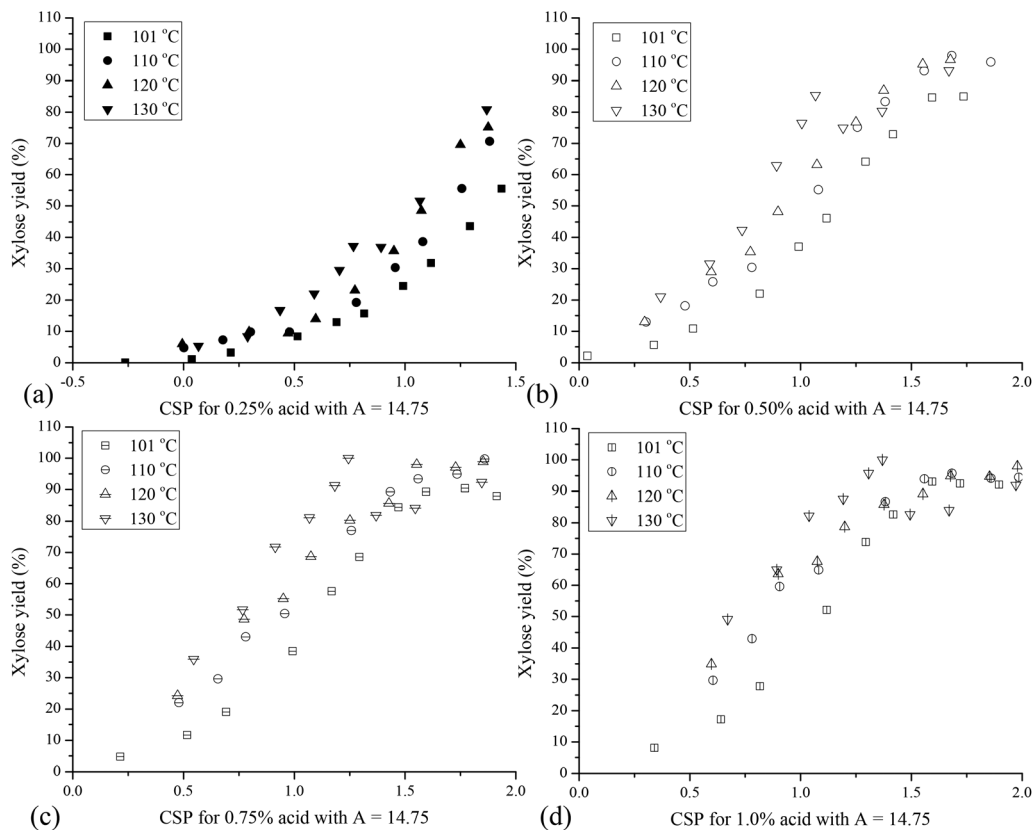 110
100
90
80
70
60
50
40
30
20
10
0
Xylose yield (%)
101 °C
110 °C
120 °C
130 °C
-0.5 0.0 0.5 1.0 1.5
(a)
CSP for 0.25% acid with A = 14.75
110
100
90
80
70
60
50
40
30
20
10
0
Xylose yield (%)
101 °C
110 °C
120 °C
130 °C
0.0 0.5 1.0 1.5 2.0
(b)
CSP for 0.50% acid with A = 14.75
110
100
90
80
70
60
50
40
30
20
10
0
Xylose yield (%)
101 °C
110 °C
120 °C
130 °C
0.0 0.5 1.0 1.5 2.0
(c)
CSP for 0.75% acid with A = 14.75
110
100
90
80
70
60
50
40
30
20
10
0
Xylose yield (%)
101 °C
110 °C
120 °C
130 °C
0.0 0.5 1.0 1.5 2.0
(d)
CSP for 1.0% acid with A = 14.75